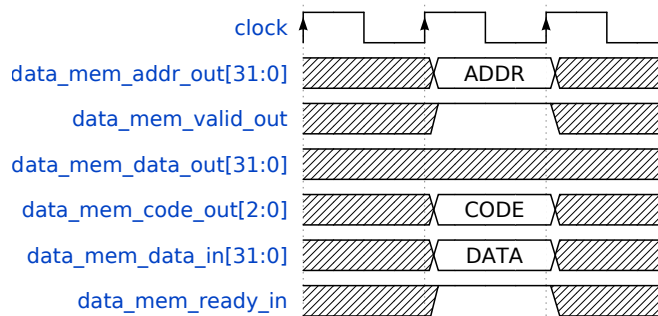 clock
data_mem_addr_out[31:0] ADDR
data_mem_valid_out
data_mem_data_out[31:0]
data_mem_code_out[2:0] CODE
data_mem_data_in[31:0] DATA
data_mem_ready_in